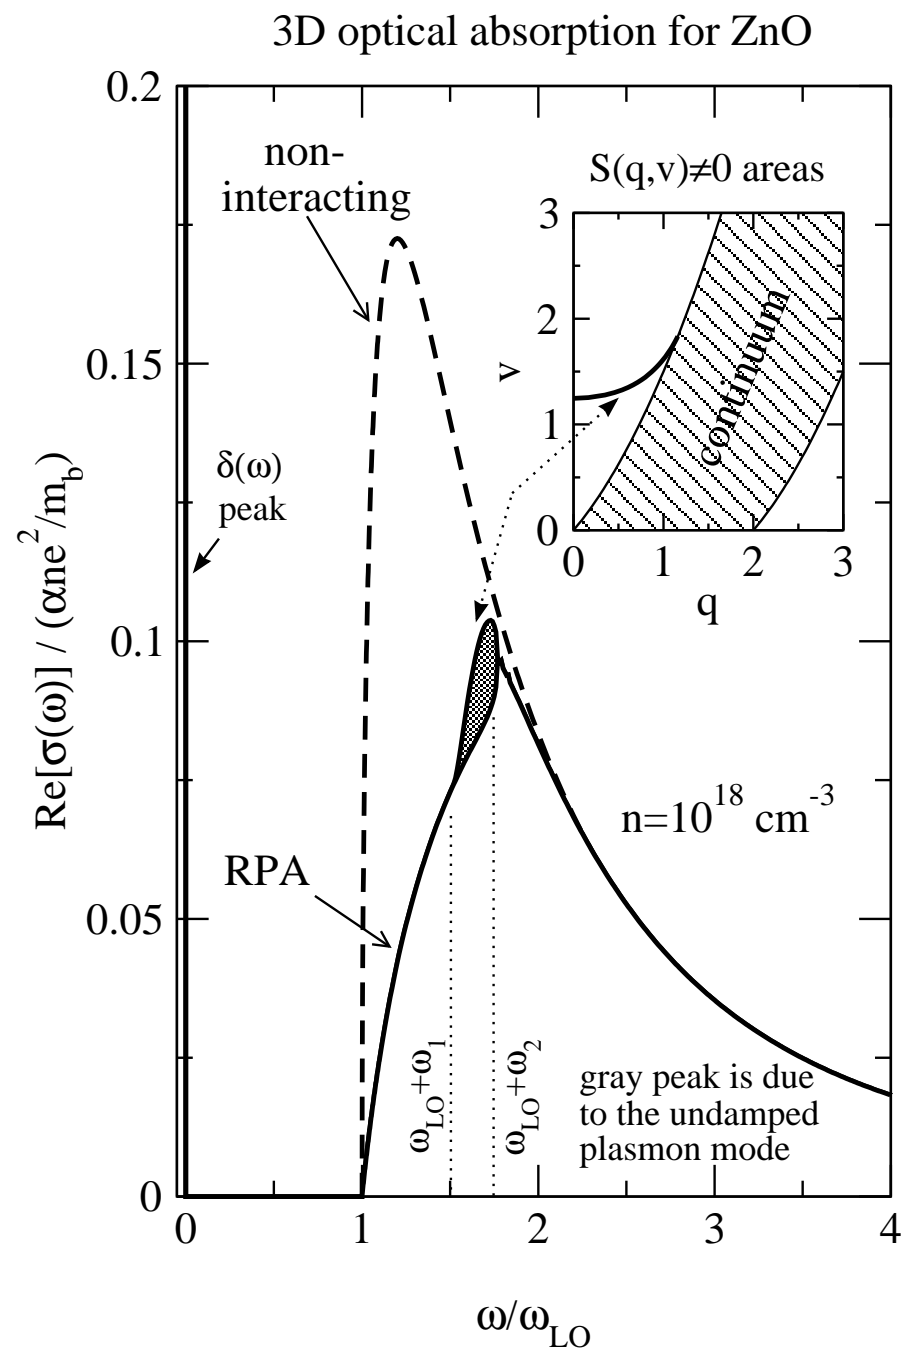 3D optical absorption for ZnO
0.2
0.15
0.1
0.05
0
Re[σ(ω)] / (αne²/m_b)
non-
interacting
δ(ω)
peak
S(q,v)≠0 areas
3
2
1
0
v
continuum
0 1 2 3
q
n=10¹⁸ cm⁻³
RPA
ω_LO+ω₁
ω_LO+ω₂
gray peak is due
to the undamped
plasmon mode
0 1 2 3 4
ω/ω_LO